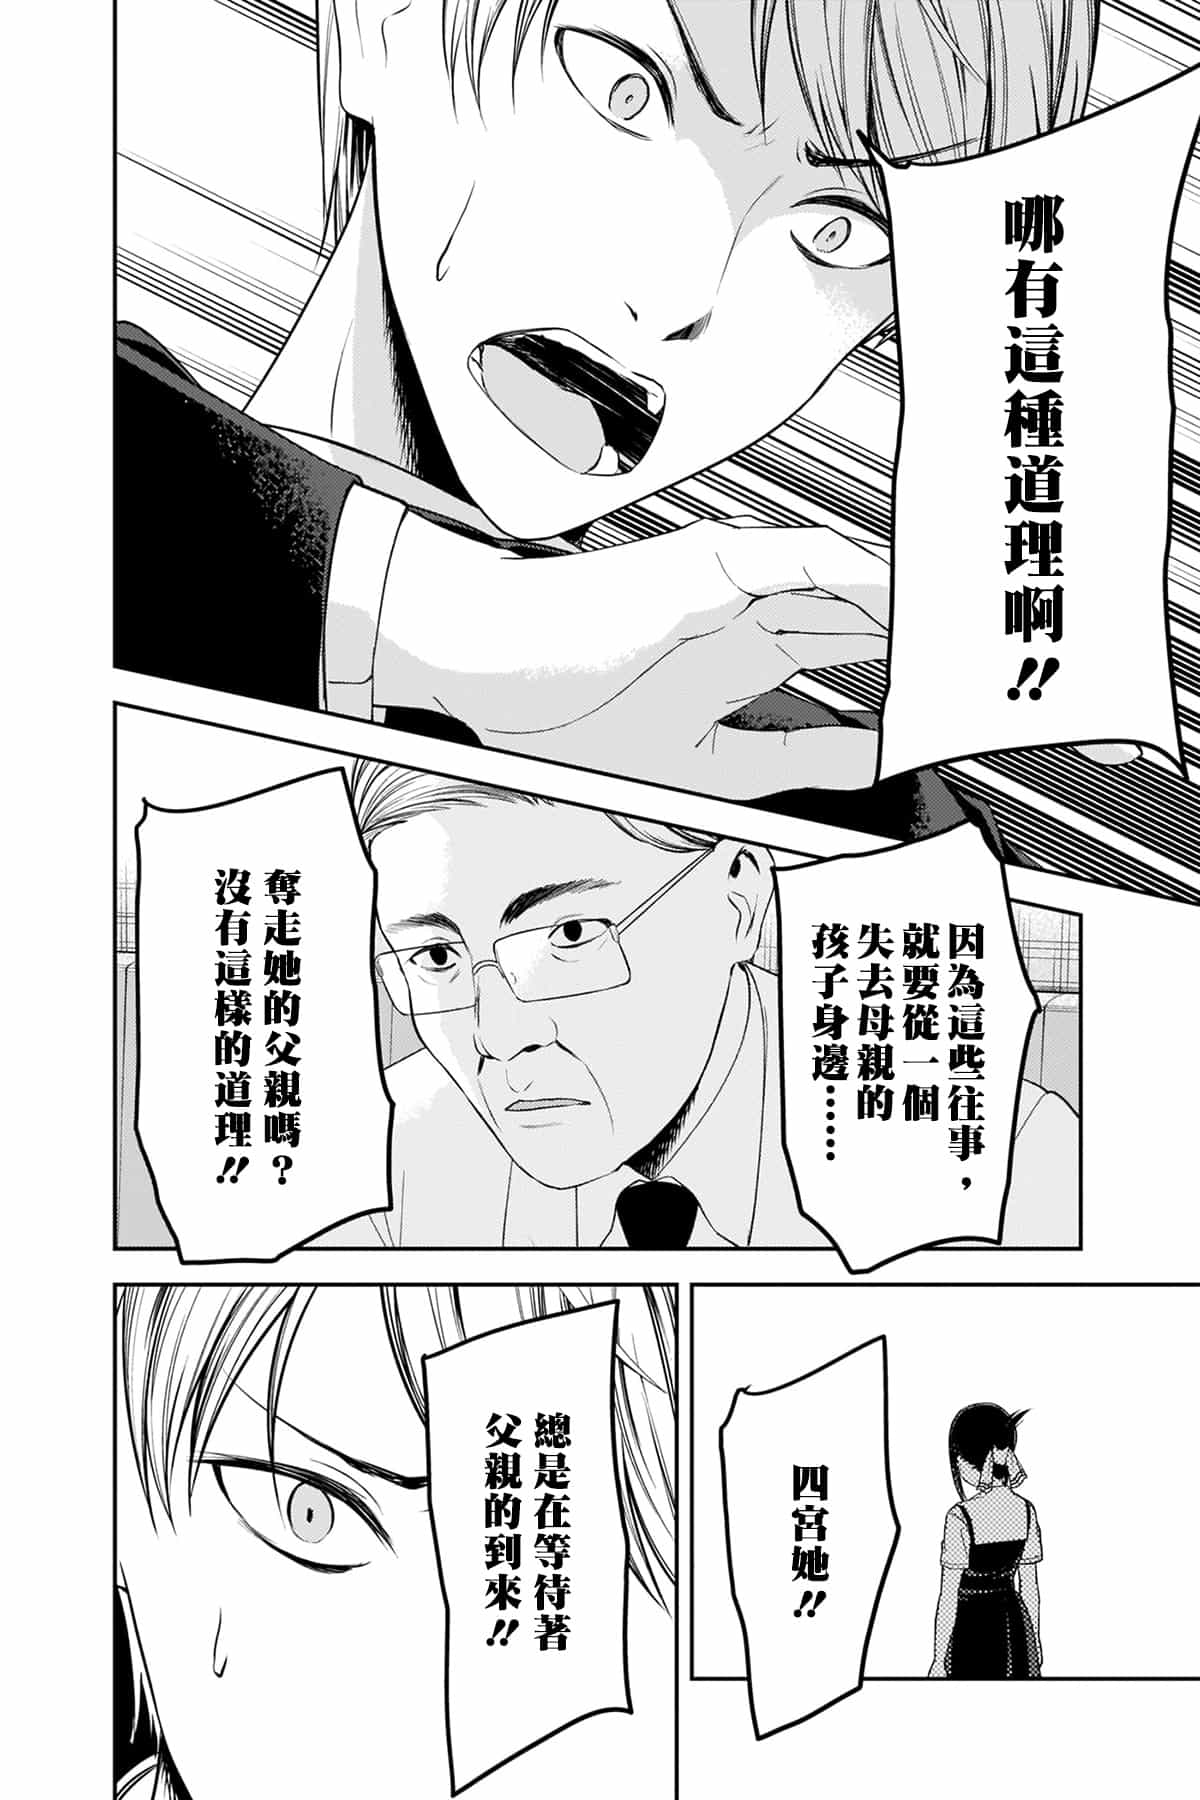 哪有這種道理啊!!
因為這些往事，
就要從一個
失去母親的
孩子身邊……
奪走她的父親嗎？
沒有這樣的道理!!
四宮她!!
總是在等待著
父親的到來!!